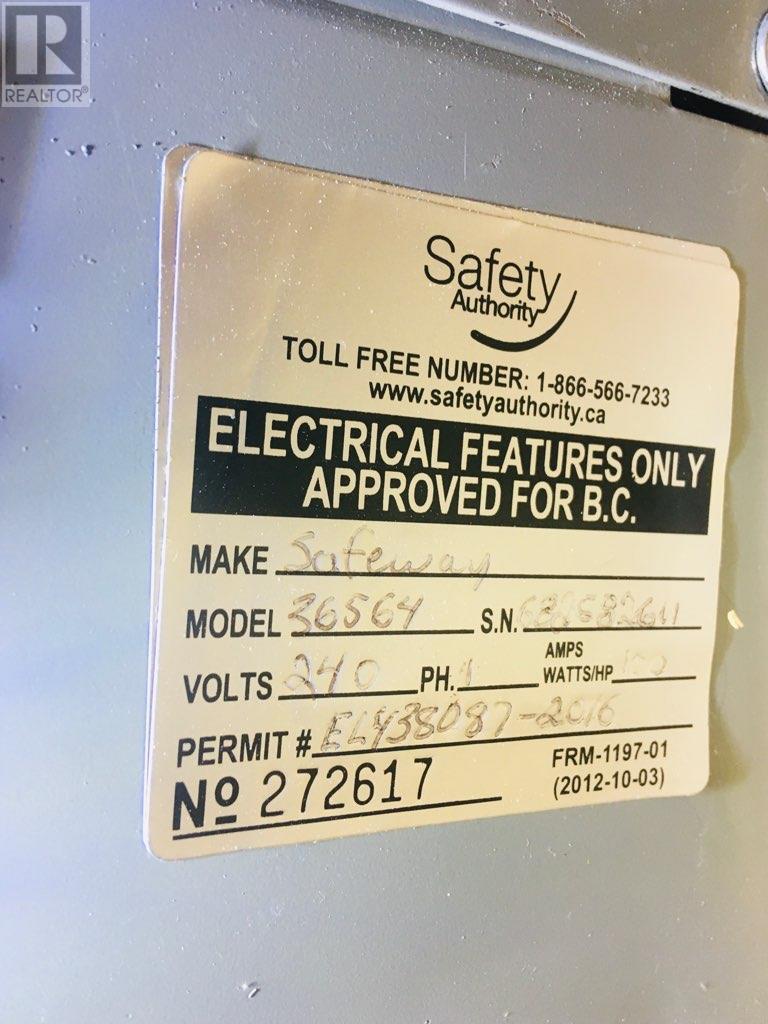 R
REALTOR®
Safety
Authority
TOLL FREE NUMBER: 1-866-566-7233
www.safetyauthority.ca
ELECTRICAL FEATURES ONLY
APPROVED FOR B.C.
MAKE Safeway
MODEL 36564 S.N.
VOLTS 240 PH. 1 AMPS WATTS/HP
PERMIT # EL438087-2016
No 272617
FRM-1197-01
(2012-10-03)